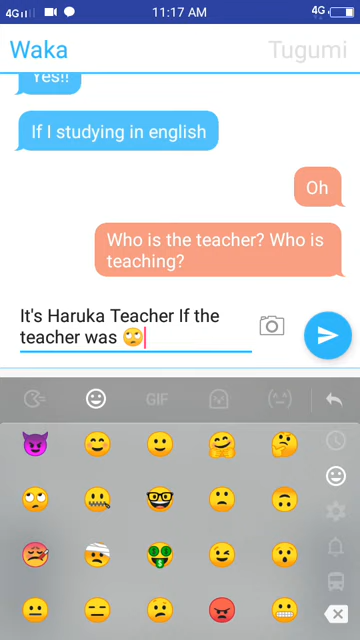 4G 11:17 AM 4G
Waka Tugumi
Yes!!
If I studying in english
Oh
Who is the teacher? Who is
teaching?
It's Haruka Teacher If the
teacher was 🙄
GIF